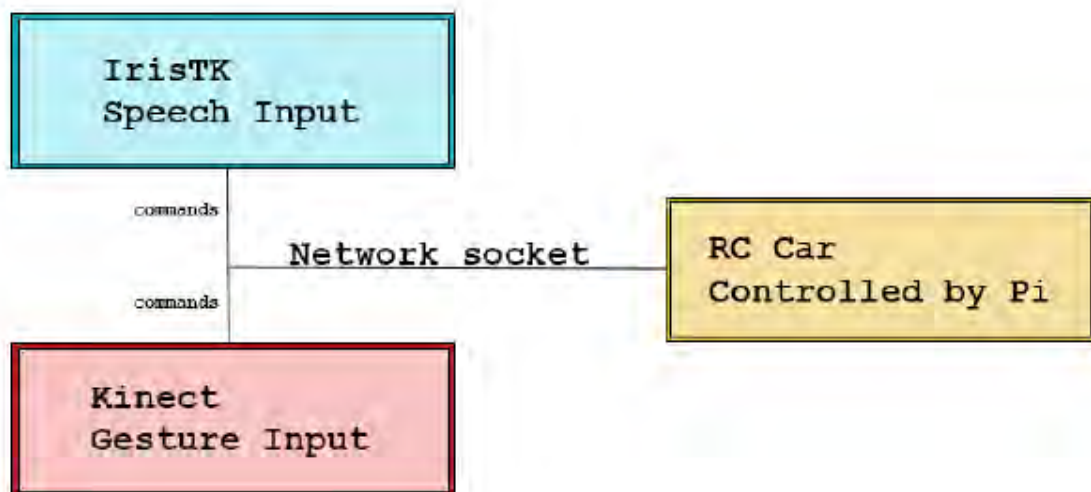 IrisTK
Speech Input
commands
Network socket
RC Car
Controlled by Pi
commands
Kinect
Gesture Input